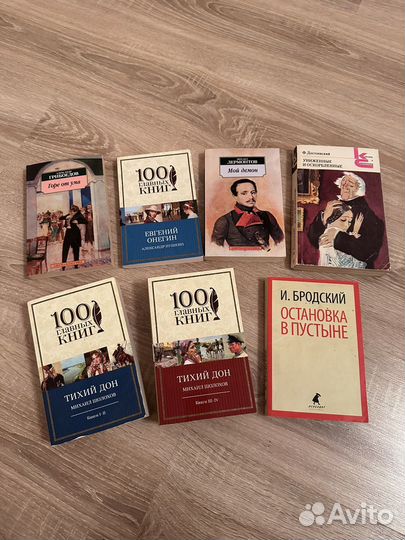 ГРИБОЕДОВ
Горе от ума
100
ГЛАВНЫХ
КНИГ
ЕВГЕНИЙ
ОНЕГИН
АЛЕКСАНДР ПУШКИН
ЛЕРМОНТОВ
Мой демон
Ф. Достоевский
УНИЖЕННЫЕ
И ОСКОРБЛЕННЫЕ
100
ГЛАВНЫХ
КНИГ
ТИХИЙ ДОН
МИХАИЛ ШОЛОХОВ
Книги I-II
100
ГЛАВНЫХ
КНИГ
ТИХИЙ ДОН
МИХАИЛ ШОЛОХОВ
Книги III-IV
И. БРОДСКИЙ
ОСТАНОВКА
В ПУСТЫНЕ
Avito